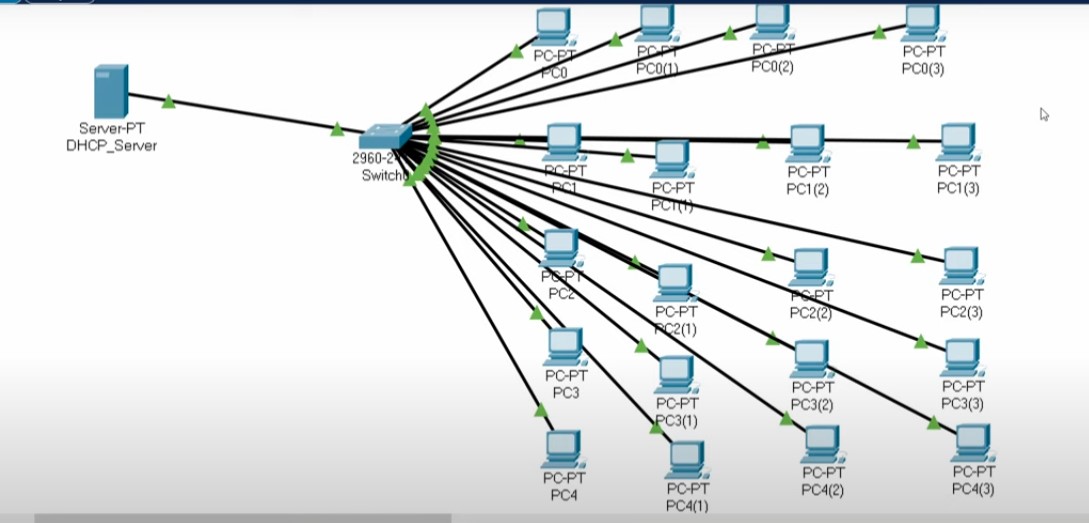 PC-PT
PC0
PC-PT
PC0(1)
PC-PT
PC0(2)
PC-PT
PC0(3)
Server-PT
DHCP_Server
2960-24
Switch0
PC-PT
PC1
PC-PT
PC1(1)
PC-PT
PC1(2)
PC-PT
PC1(3)
PC-PT
PC2
PC-PT
PC2(1)
PC-PT
PC2(2)
PC-PT
PC2(3)
PC-PT
PC3
PC-PT
PC3(1)
PC-PT
PC3(2)
PC-PT
PC3(3)
PC-PT
PC4
PC-PT
PC4(1)
PC-PT
PC4(2)
PC-PT
PC4(3)